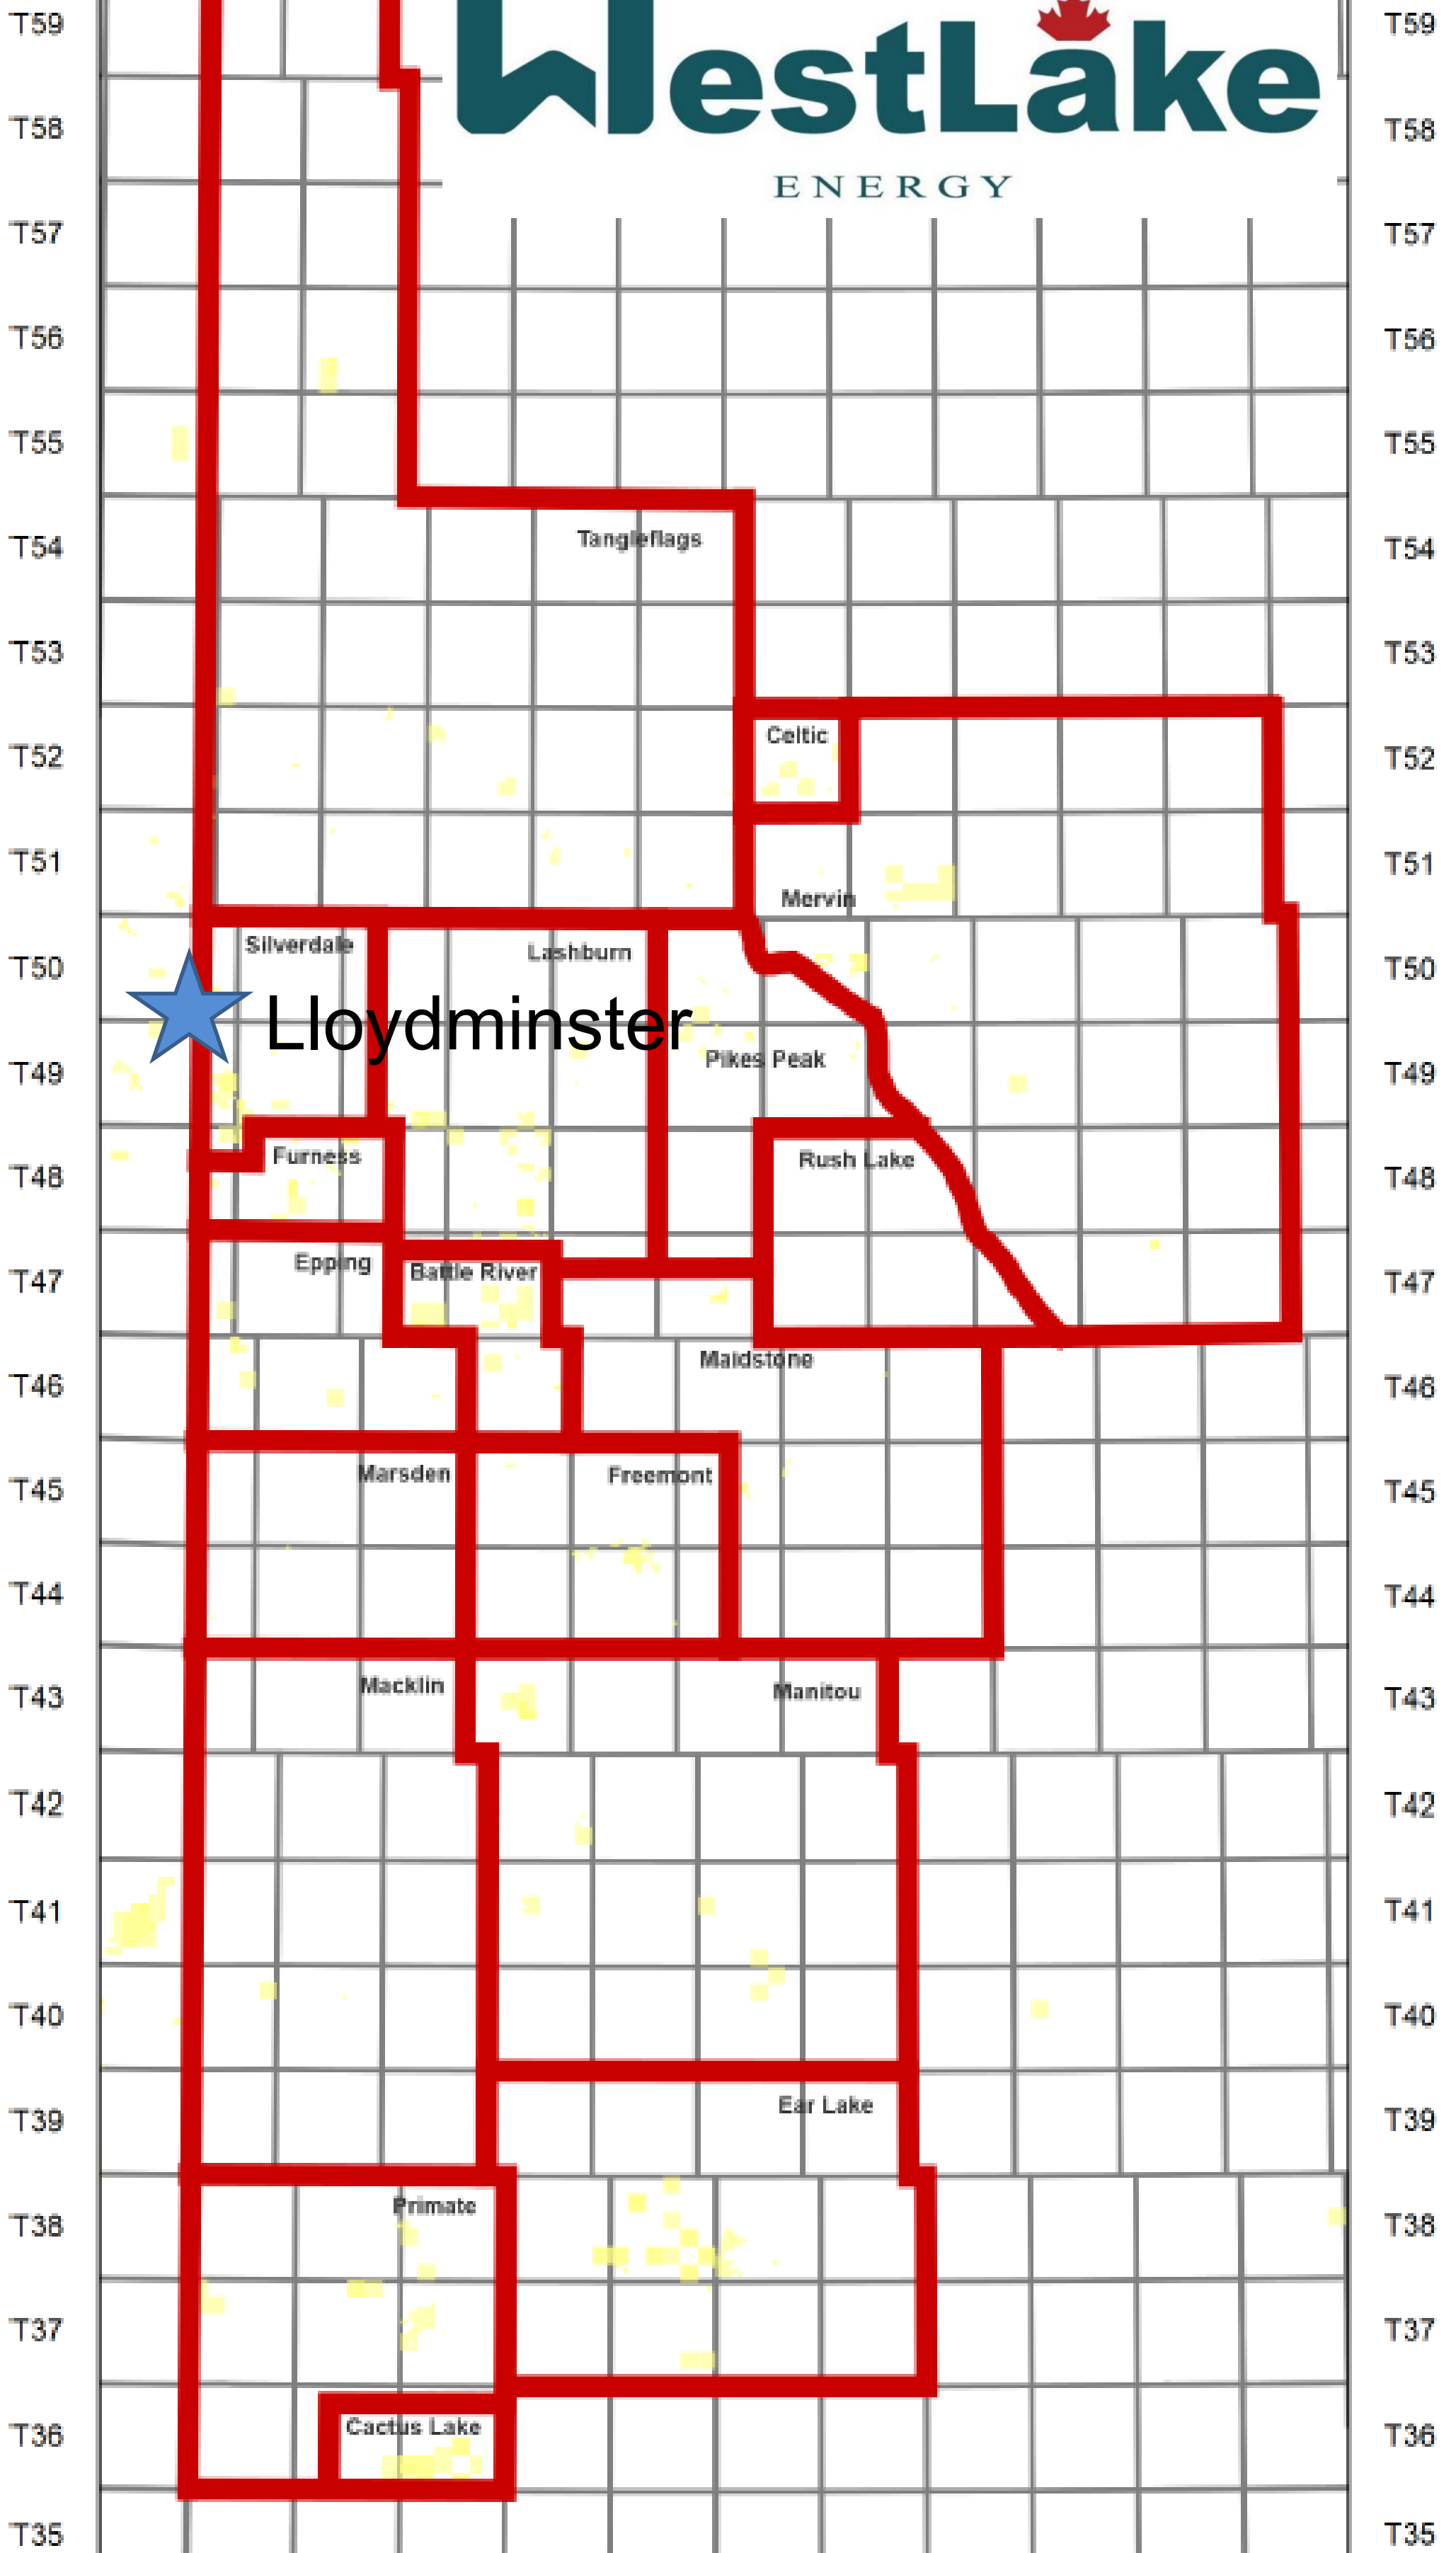 T59 T59
WestLake
T58 T58
ENERGY
T57 T57
T56 T56
T55 T55
Tangleflags
T54 T54
T53 T53
Celtic
T52 T52
T51 T51
Mervin
Silverdale Lashburn
T50 T50
Lloydminster
Pikes Peak
T49 T49
Furness Rush Lake
T48 T48
Epping Battle River
T47 T47
Maidstone
T46 T46
Marsden Freemont
T45 T45
T44 T44
Macklin Manitou
T43 T43
T42 T42
T41 T41
T40 T40
Ear Lake
T39 T39
Primate
T38 T38
T37 T37
Cactus Lake
T36 T36
T35 T35